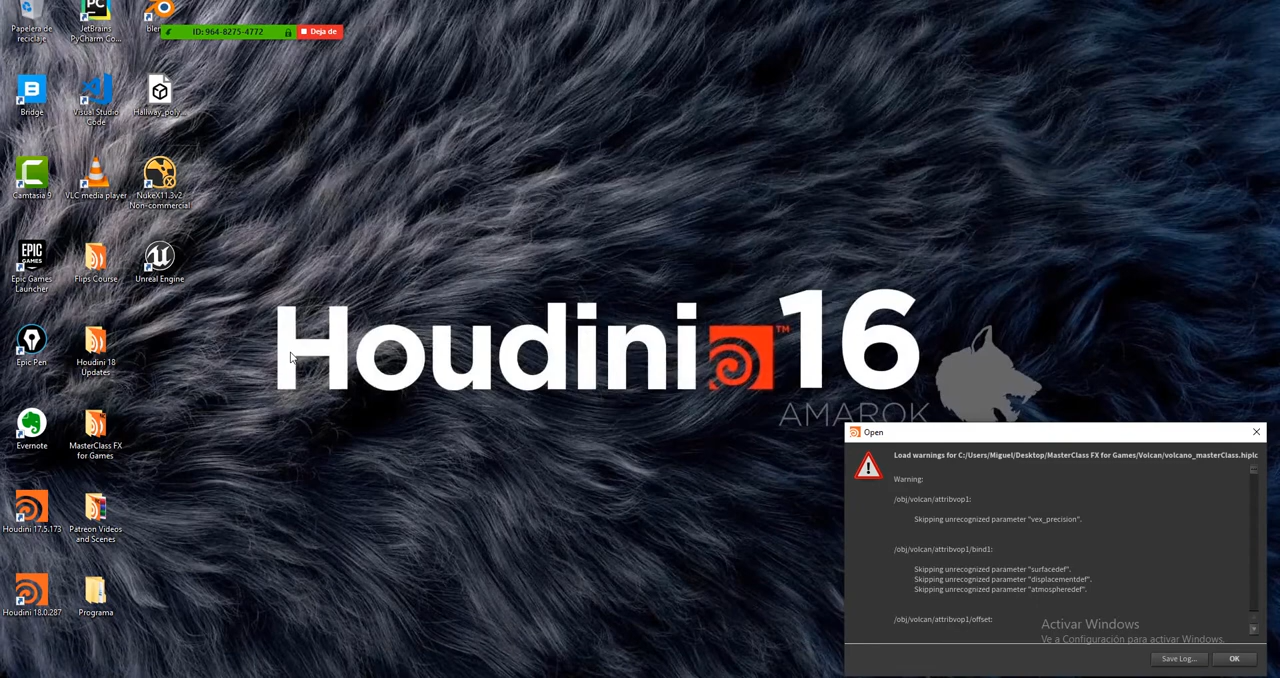 Papelera de
reciclaje
JetBrains
PyCharm Co...
ID: 964-8275-4772
Deja de
Bridge
Visual Studio
Code
Hallway_poly...
Camtasia 9
VLC media player
NukeX11.3v2
Non-commercial
EPIC
GAMES
Epic Games
Launcher
Flips Course
Unreal Engine
Houdini™16
AMAROK
Epic Pen
Houdini 18
Updates
Evernote
MasterClass FX
for Games
Houdini 17.5.173
Patreon Videos
and Scenes
Houdini 18.0.287
Programa
Open
Load warnings for C:/Users/Miguel/Desktop/MasterClass FX for Games/Volcan/volcano_masterClass.hiplc
Warning:
/obj/volcan/attribvop1:
Skipping unrecognized parameter "vex_precision".
/obj/volcan/attribvop1/bind1:
Skipping unrecognized parameter "surfacedef".
Skipping unrecognized parameter "displacementdef".
Skipping unrecognized parameter "atmospheredef".
/obj/volcan/attribvop1/offset:
Activar Windows
Ve a Configuración para activar Windows.
Save Log...
OK